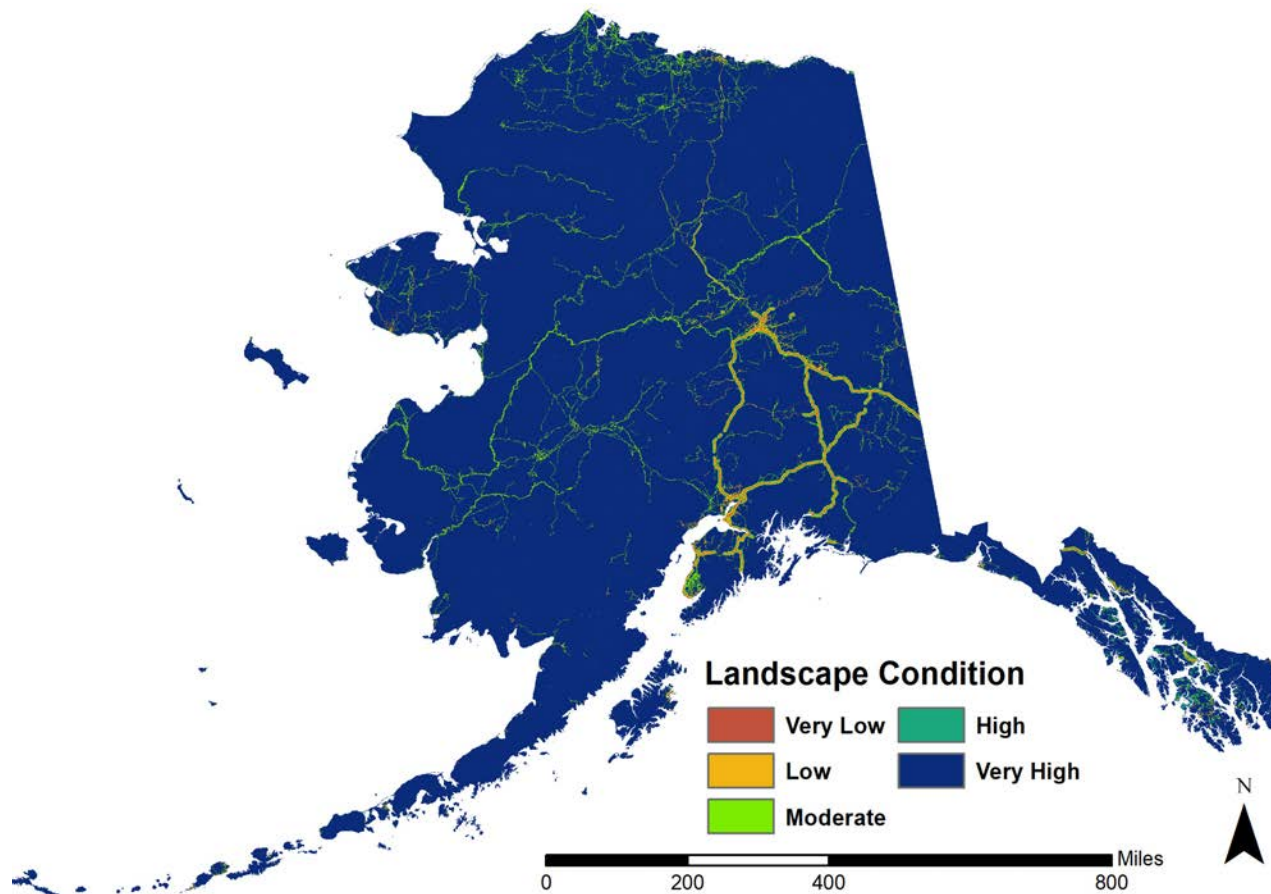 Landscape Condition
Very Low High
Low Very High
Moderate
N
Miles
0 200 400 800